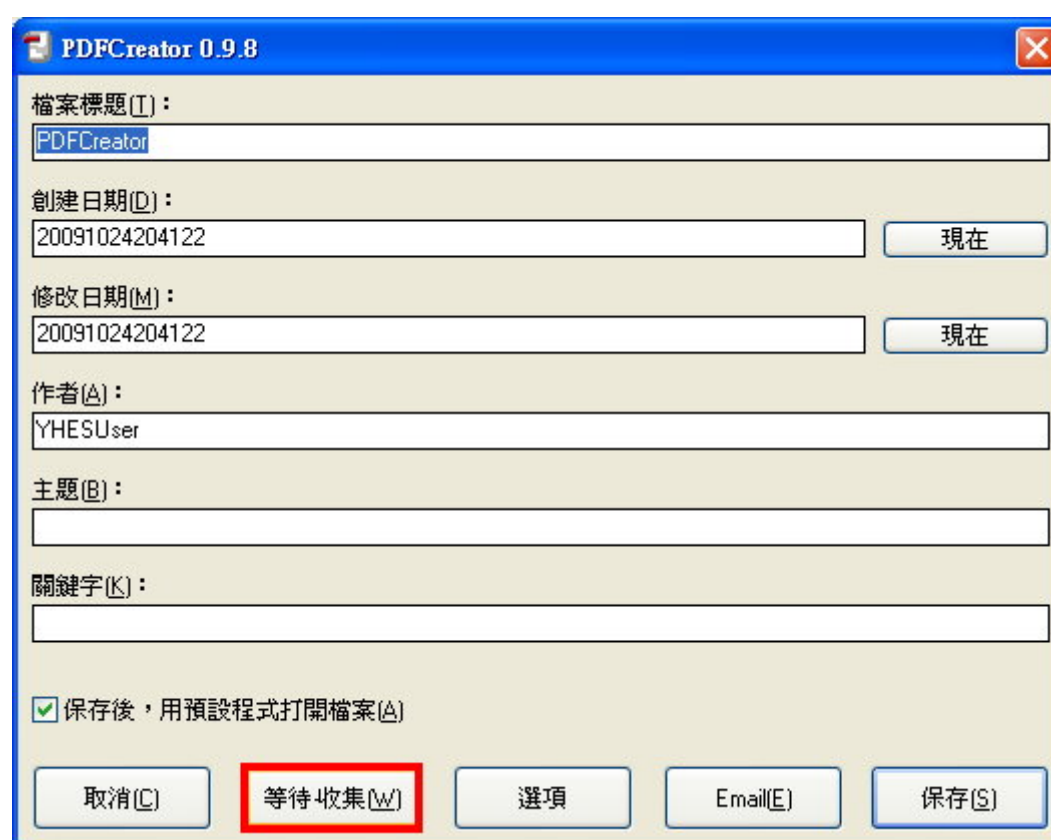 PDFCreator 0.9.8
檔案標題(T)：
PDFCreator
創建日期(D)：
20091024204122 現在
修改日期(M)：
20091024204122 現在
作者(A)：
YHESUser
主題(B)：
關鍵字(K)：
保存後，用預設程式打開檔案(A)
取消(C) 等待-收集(W) 選項 Email(E) 保存(S)